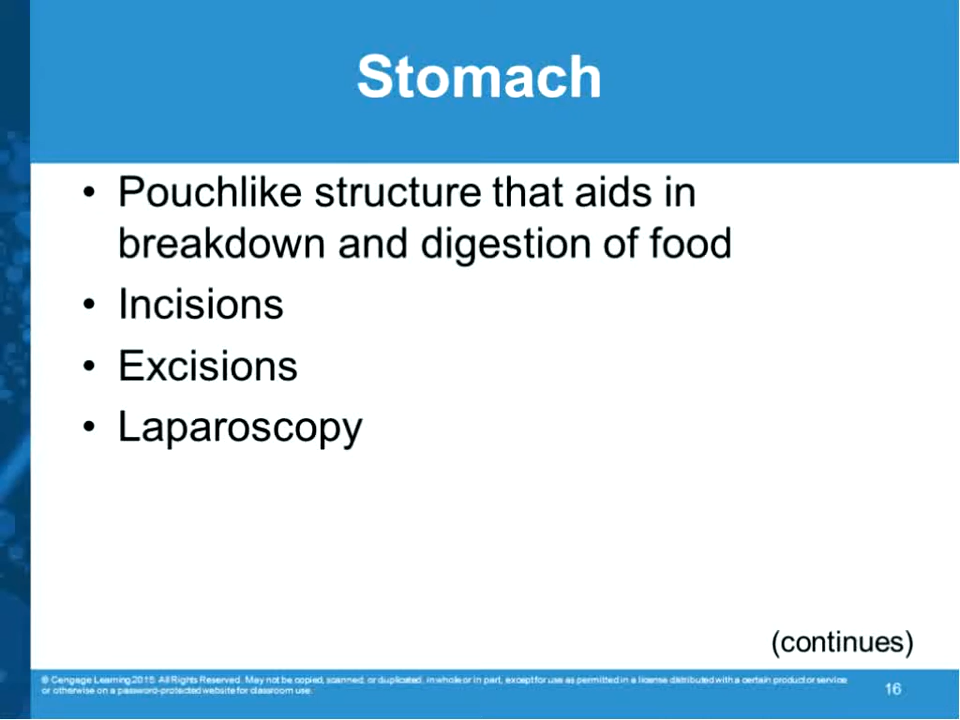 Stomach
• Pouchlike structure that aids in
breakdown and digestion of food
• Incisions
• Excisions
• Laparoscopy
(continues)
© Cengage Learning 2015. All Rights Reserved. May not be copied, scanned, or duplicated, in whole or in part, except for use as permitted in a license distributed with a certain product or service
or otherwise on a password-protected website for classroom use.
16